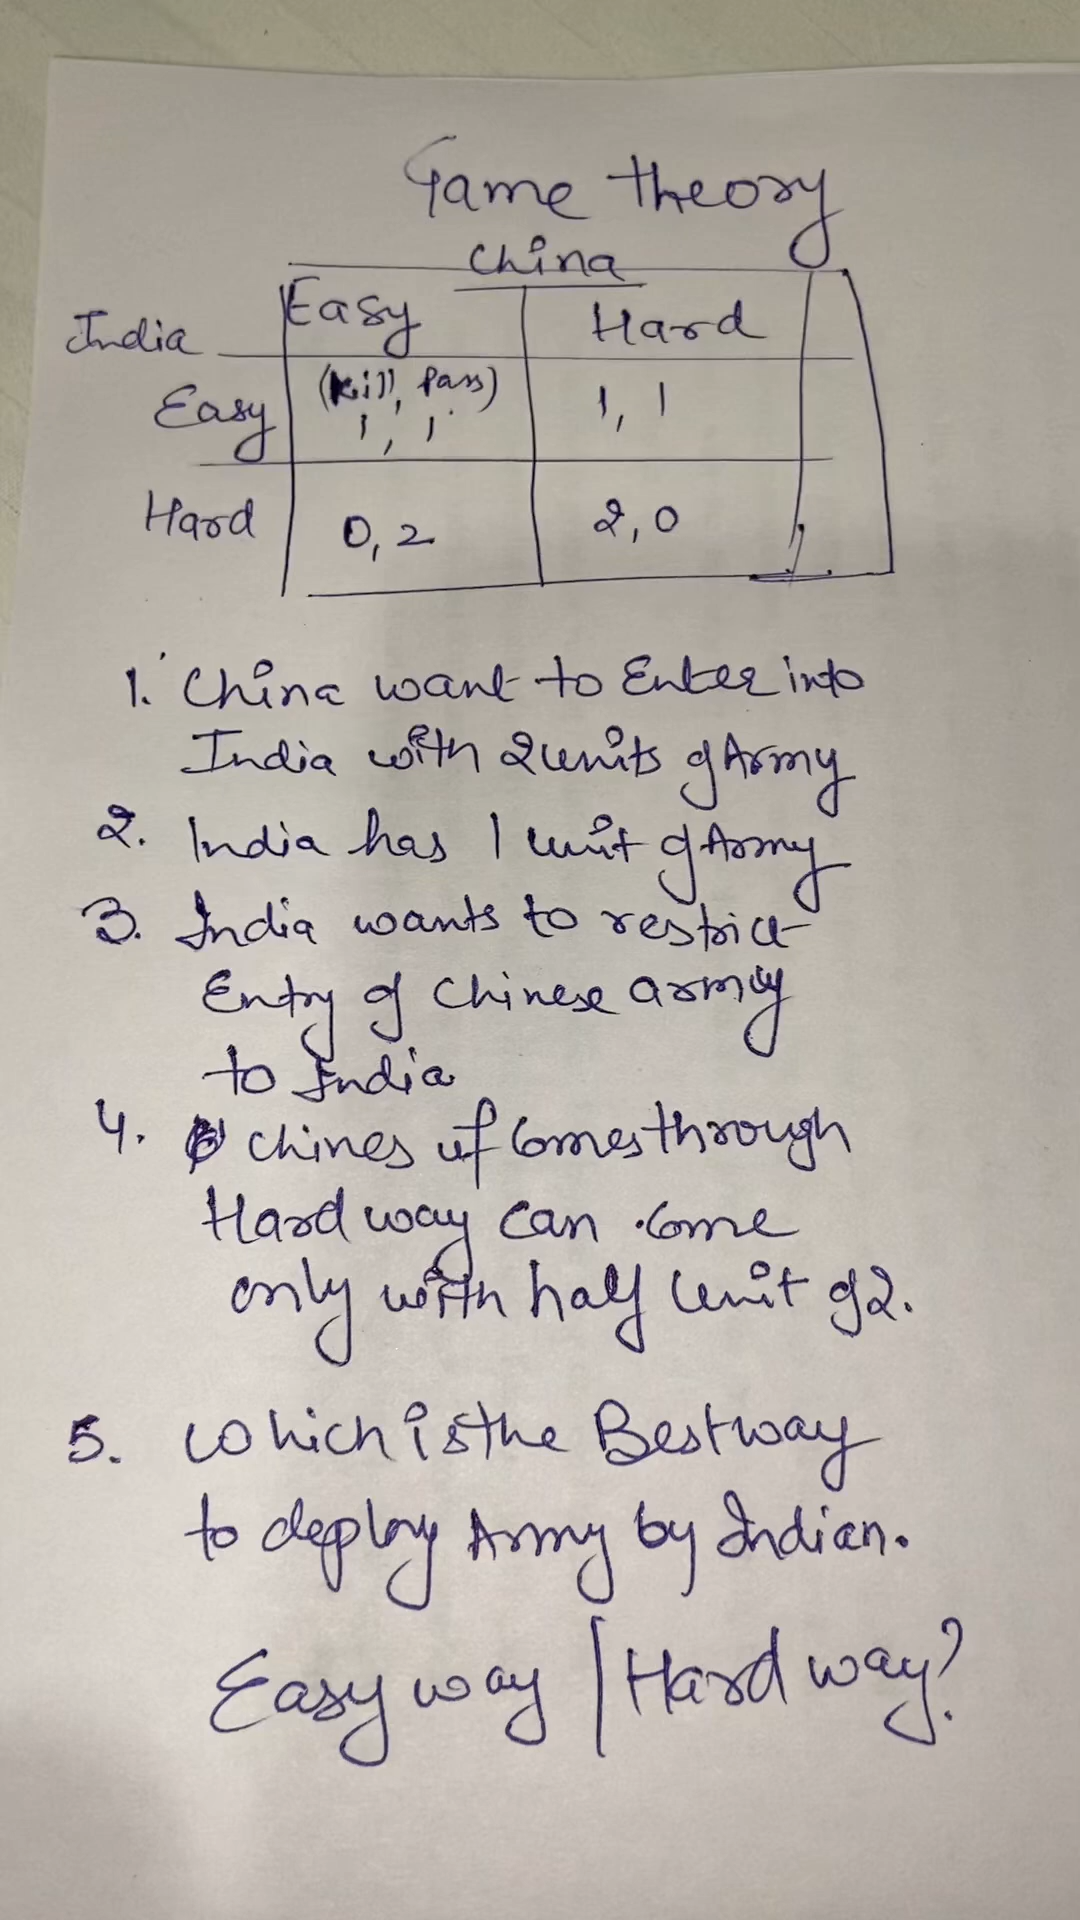 Game theory
China
India Easy Hard
Easy (kill, Pass) 1, 1
1, 1
Hard 0, 2 2, 0
1. China want to Enter into
India with 2 units of Army
2. India has 1 unit of Army
3. India wants to restrict
Entry of Chinese army
to India
4. Chines if Comes through
Hard way can come
only with half unit of 2.
5. Which is the Best way
to deploy Army by Indian.
Easy way / Hard way?